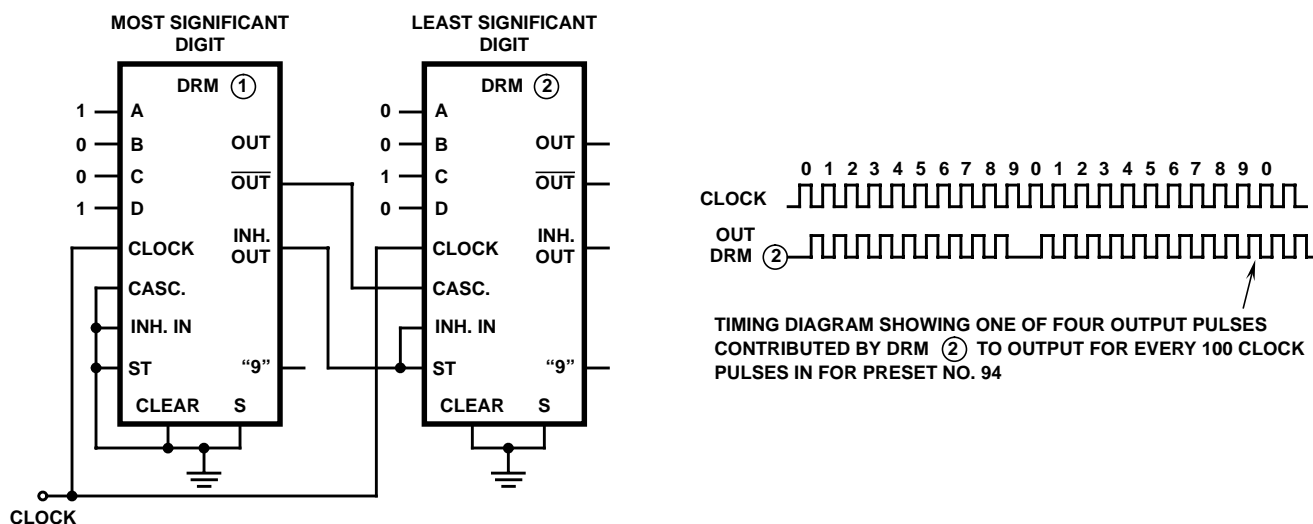 MOST SIGNIFICANT
DIGIT
DRM ①
1 A
0 B OUT
0 C O̅U̅T̅
1 D
CLOCK INH.
OUT
CASC.
INH. IN
ST “9”
CLEAR S
CLOCK
LEAST SIGNIFICANT
DIGIT
DRM ②
0 A
0 B OUT
1 C O̅U̅T̅
0 D
CLOCK INH.
OUT
CASC.
INH. IN
ST “9”
CLEAR S
0 1 2 3 4 5 6 7 8 9 0 1 2 3 4 5 6 7 8 9 0
CLOCK
OUT
DRM ②
TIMING DIAGRAM SHOWING ONE OF FOUR OUTPUT PULSES
CONTRIBUTED BY DRM ② TO OUTPUT FOR EVERY 100 CLOCK
PULSES IN FOR PRESET NO. 94